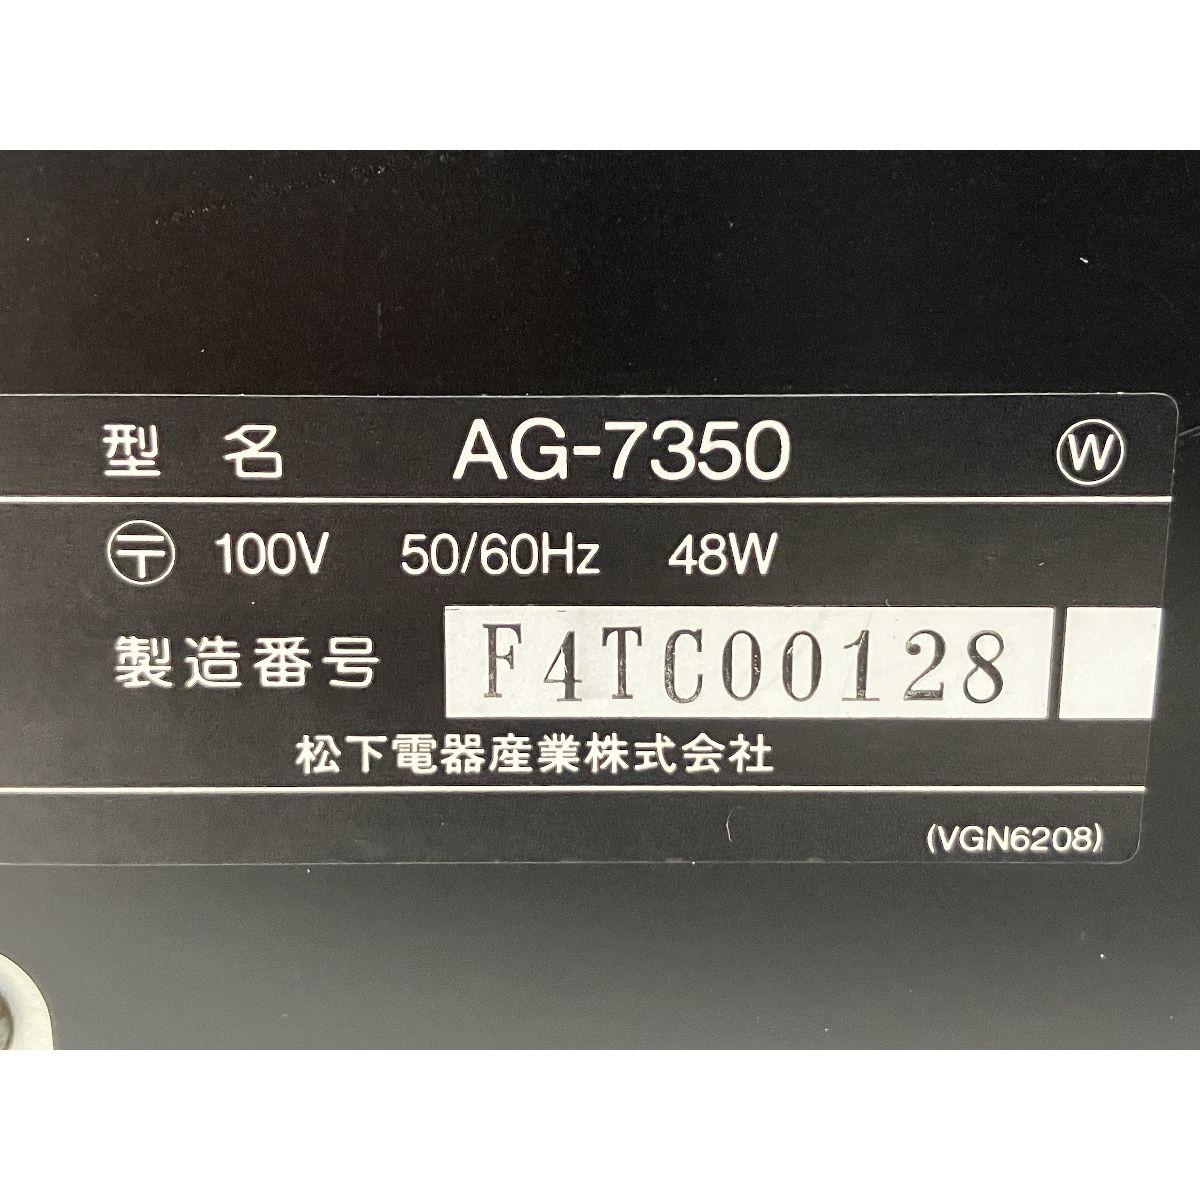 型名 AG-7350 Ⓦ
〶 100V 50/60Hz 48W
製造番号 F4TC00128
松下電器産業株式会社
(VGN6208)